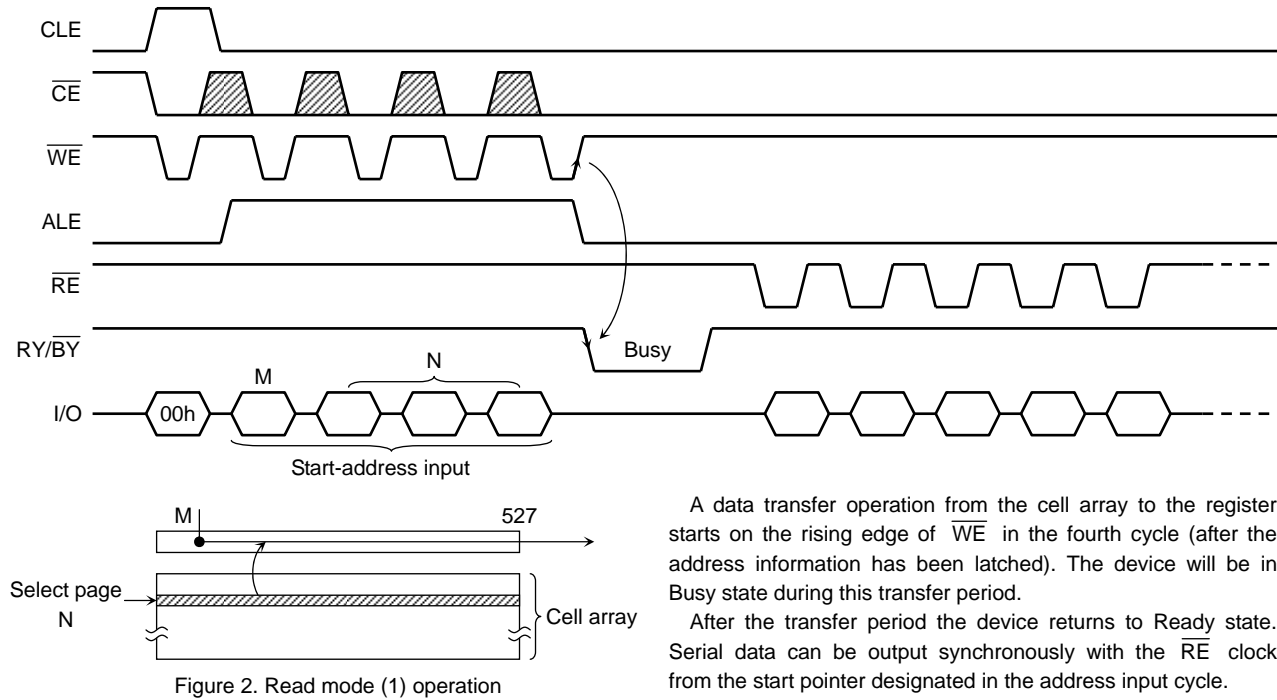 CLE
CE
WE
ALE
RE
RY/BY
Busy
M
N
I/O
00h
Start-address input
M
527
Select page
N
Cell array
Figure 2. Read mode (1) operation
A data transfer operation from the cell array to the register
starts on the rising edge of WE in the fourth cycle (after the
address information has been latched). The device will be in
Busy state during this transfer period.
After the transfer period the device returns to Ready state.
Serial data can be output synchronously with the RE clock
from the start pointer designated in the address input cycle.